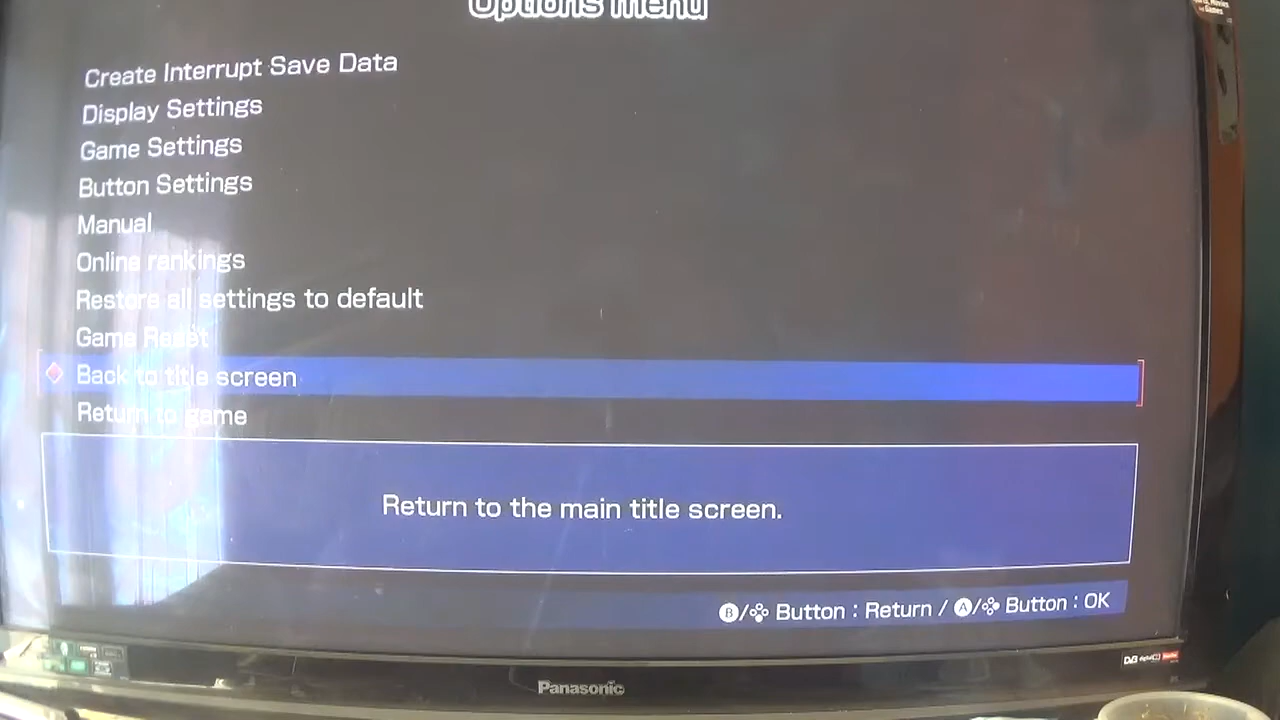 Options menu
Create Interrupt Save Data
Display Settings
Game Settings
Button Settings
Manual
Online rankings
Restore all settings to default
Game Reset
Back to title screen
Return to game
Return to the main title screen.
B/ Button : Return / A/ Button : OK
Panasonic
DVB